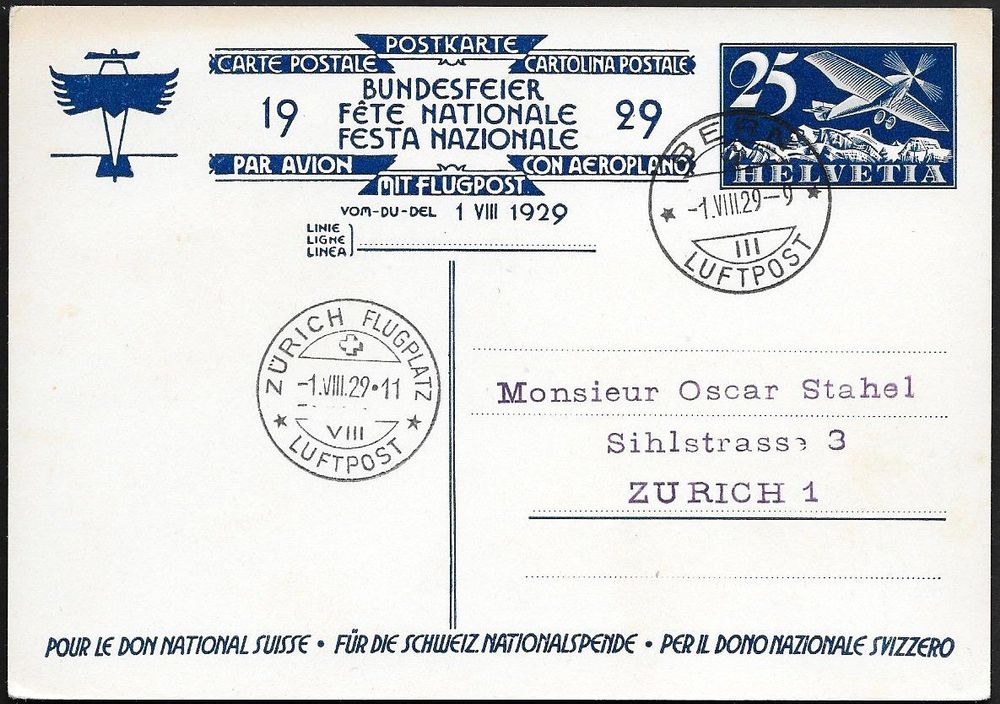 POSTKARTE
CARTE POSTALE CARTOLINA POSTALE
BUNDESFEIER
19 FÊTE NATIONALE 29
FESTA NAZIONALE
PAR AVION CON AEROPLANO
MIT FLUGPOST
VOM-DU-DEL 1 VIII 1929
LINIE
LIGNE
LINEA
25
HELVETIA
BERN
-1.VIII.29-9
III
LUFTPOST
ZÜRICH FLUGPLATZ
-1.VIII.29•11
VIII
LUFTPOST
Monsieur Oscar Stahel
Sihlstrasse 3
ZURICH 1
POUR LE DON NATIONAL SUISSE • FÜR DIE SCHWEIZ. NATIONALSPENDE • PER IL DONO NAZIONALE SVIZZERO